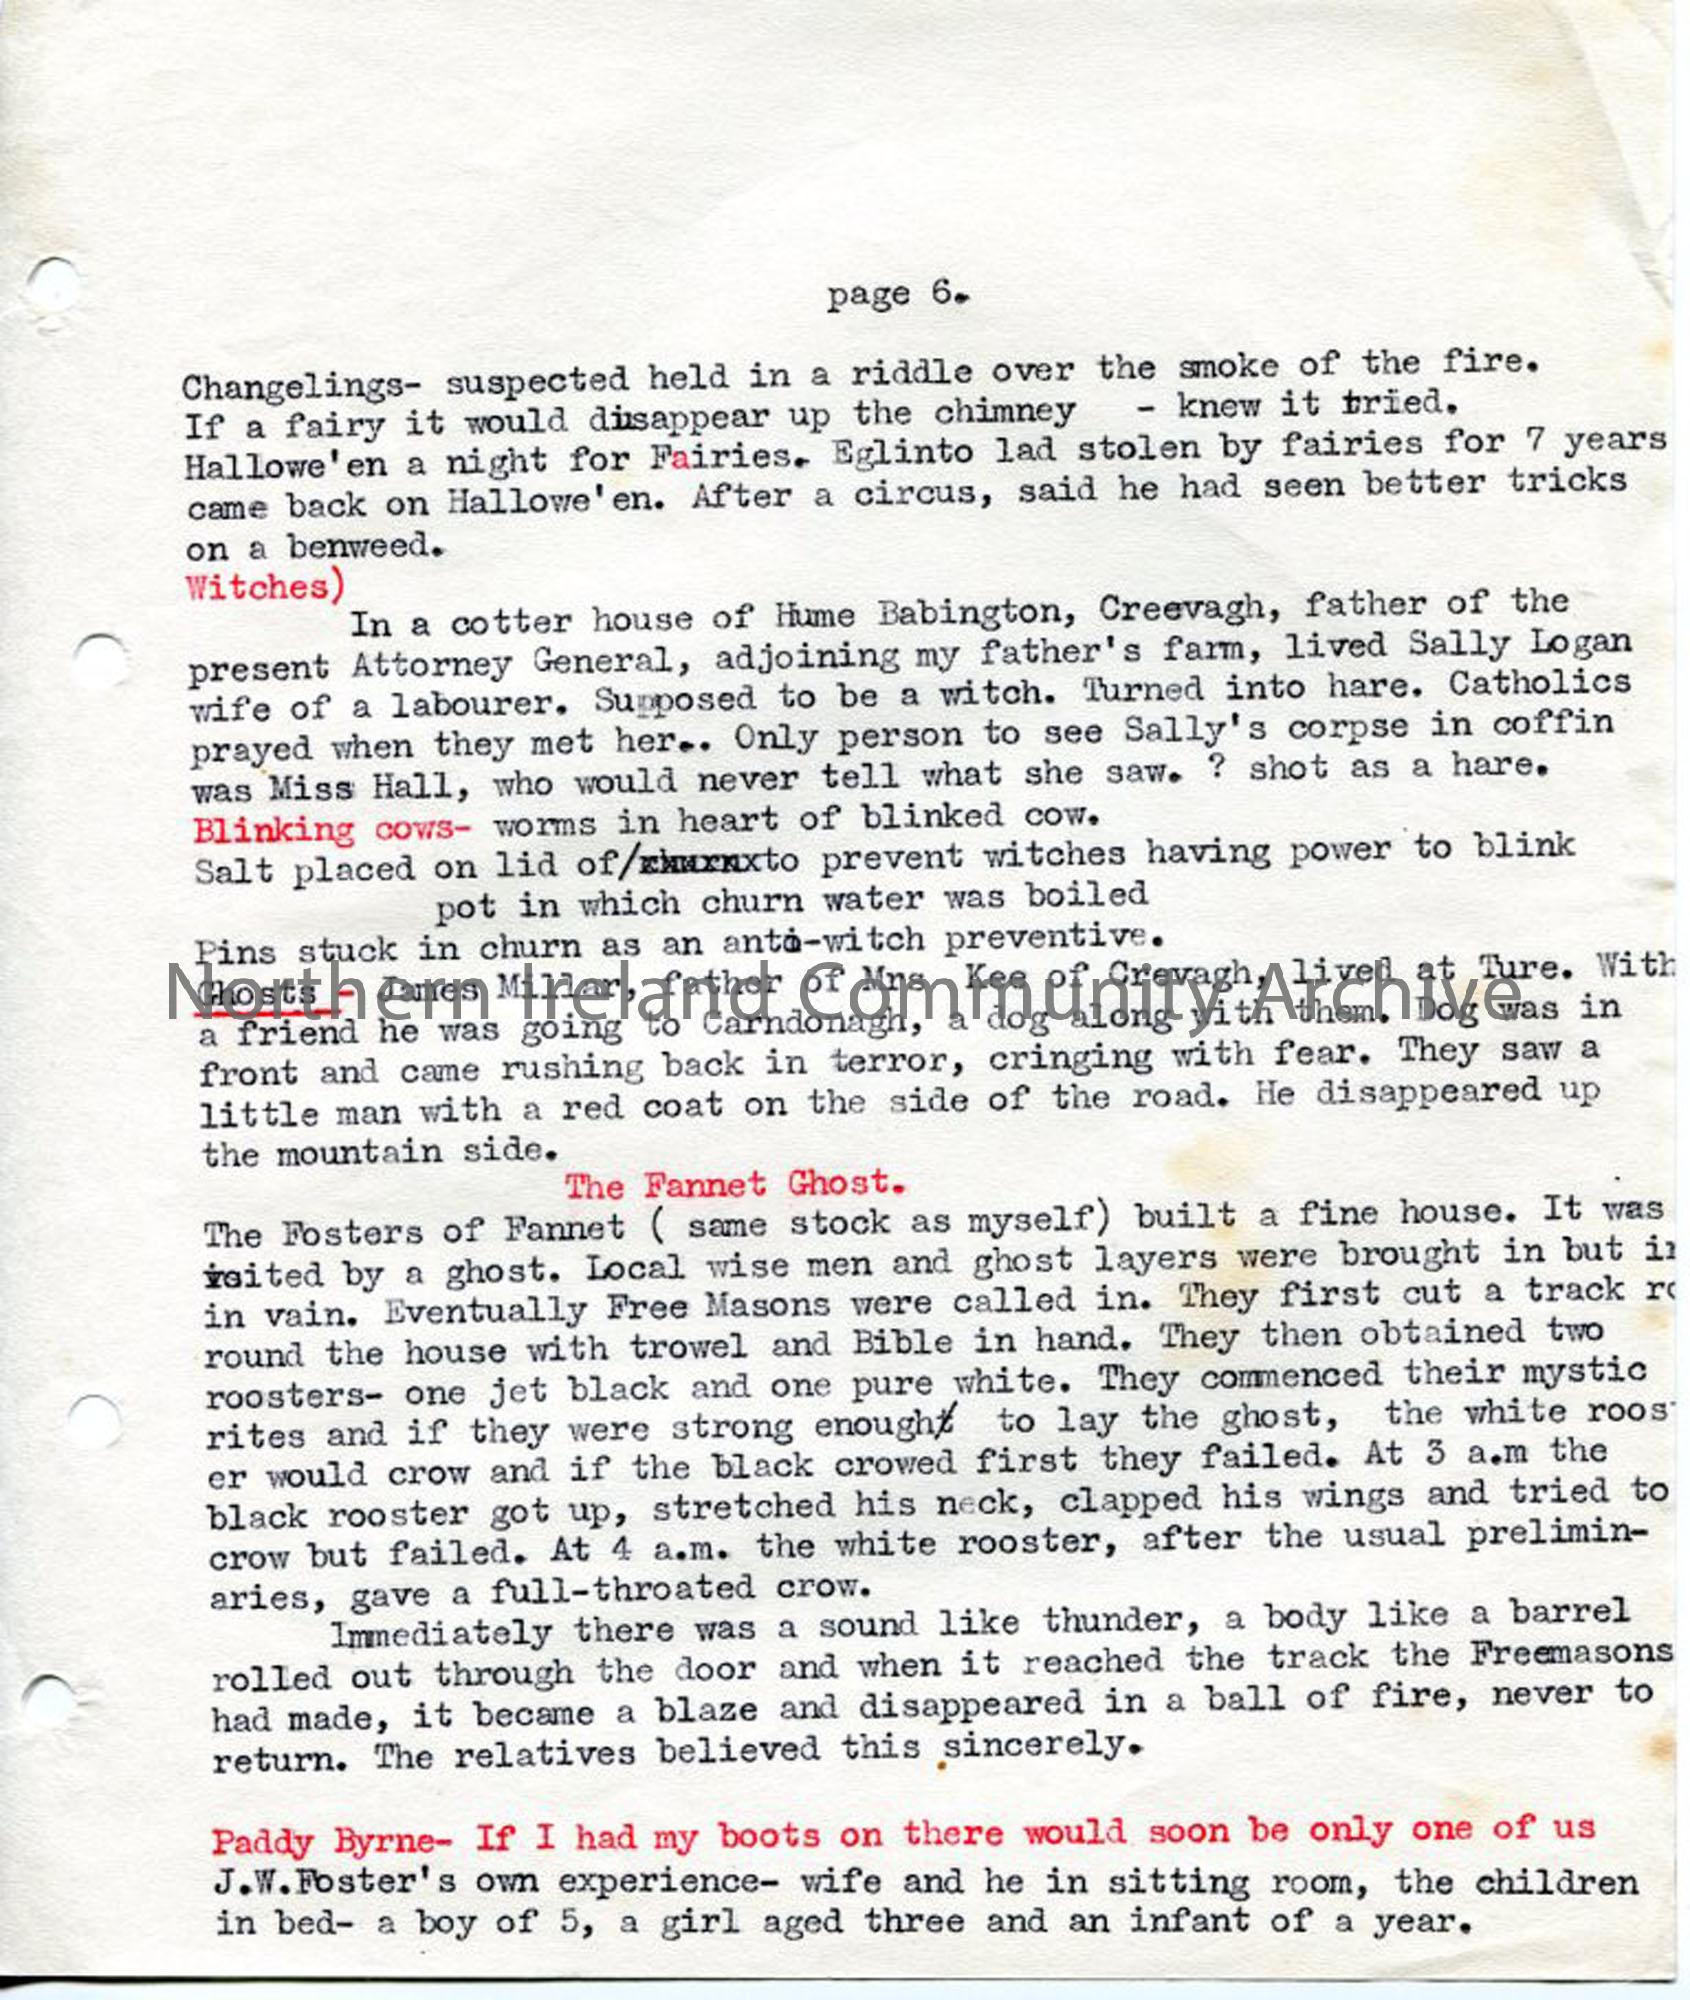 page 6.
Changelings- suspected held in a riddle over the smoke of the fire.
If a fairy it would disappear up the chimney - knew it tried.
Hallowe'en a night for Fairies. Eglinto lad stolen by fairies for 7 years
came back on Hallowe'en. After a circus, said he had seen better tricks
on a benweed.
Witches)
In a cotter house of Hume Babington, Creevagh, father of the
present Attorney General, adjoining my father's farm, lived Sally Logan
wife of a labourer. Supposed to be a witch. Turned into hare. Catholics
prayed when they met her.. Only person to see Sally's corpse in coffin
was Miss Hall, who would never tell what she saw. ? shot as a hare.
Blinking cows- worms in heart of blinked cow.
Salt placed on lid of/xchurnxto prevent witches having power to blink
pot in which churn water was boiled
Pins stuck in churn as an anti-witch preventive.
Ghosts - James Millar, father of Mrs. Kee of Crevagh, lived at Ture. With
Northern Ireland Community Archive
a friend he was going to Carndonagh, a dog along with them. Dog was in
front and came rushing back in terror, cringing with fear. They saw a
little man with a red coat on the side of the road. He disappeared up
the mountain side.
The Fannet Ghost.
The Fosters of Fannet ( same stock as myself) built a fine house. It was
visited by a ghost. Local wise men and ghost layers were brought in but in
in vain. Eventually Free Masons were called in. They first cut a track ro
round the house with trowel and Bible in hand. They then obtained two
roosters- one jet black and one pure white. They commenced their mystic
rites and if they were strong enough to lay the ghost, the white roost
er would crow and if the black crowed first they failed. At 3 a.m the
black rooster got up, stretched his neck, clapped his wings and tried to
crow but failed. At 4 a.m. the white rooster, after the usual prelimin-
aries, gave a full-throated crow.
Immediately there was a sound like thunder, a body like a barrel
rolled out through the door and when it reached the track the Freemasons
had made, it became a blaze and disappeared in a ball of fire, never to
return. The relatives believed this sincerely.
Paddy Byrne- If I had my boots on there would soon be only one of us
J.W.Foster's own experience- wife and he in sitting room, the children
in bed- a boy of 5, a girl aged three and an infant of a year.